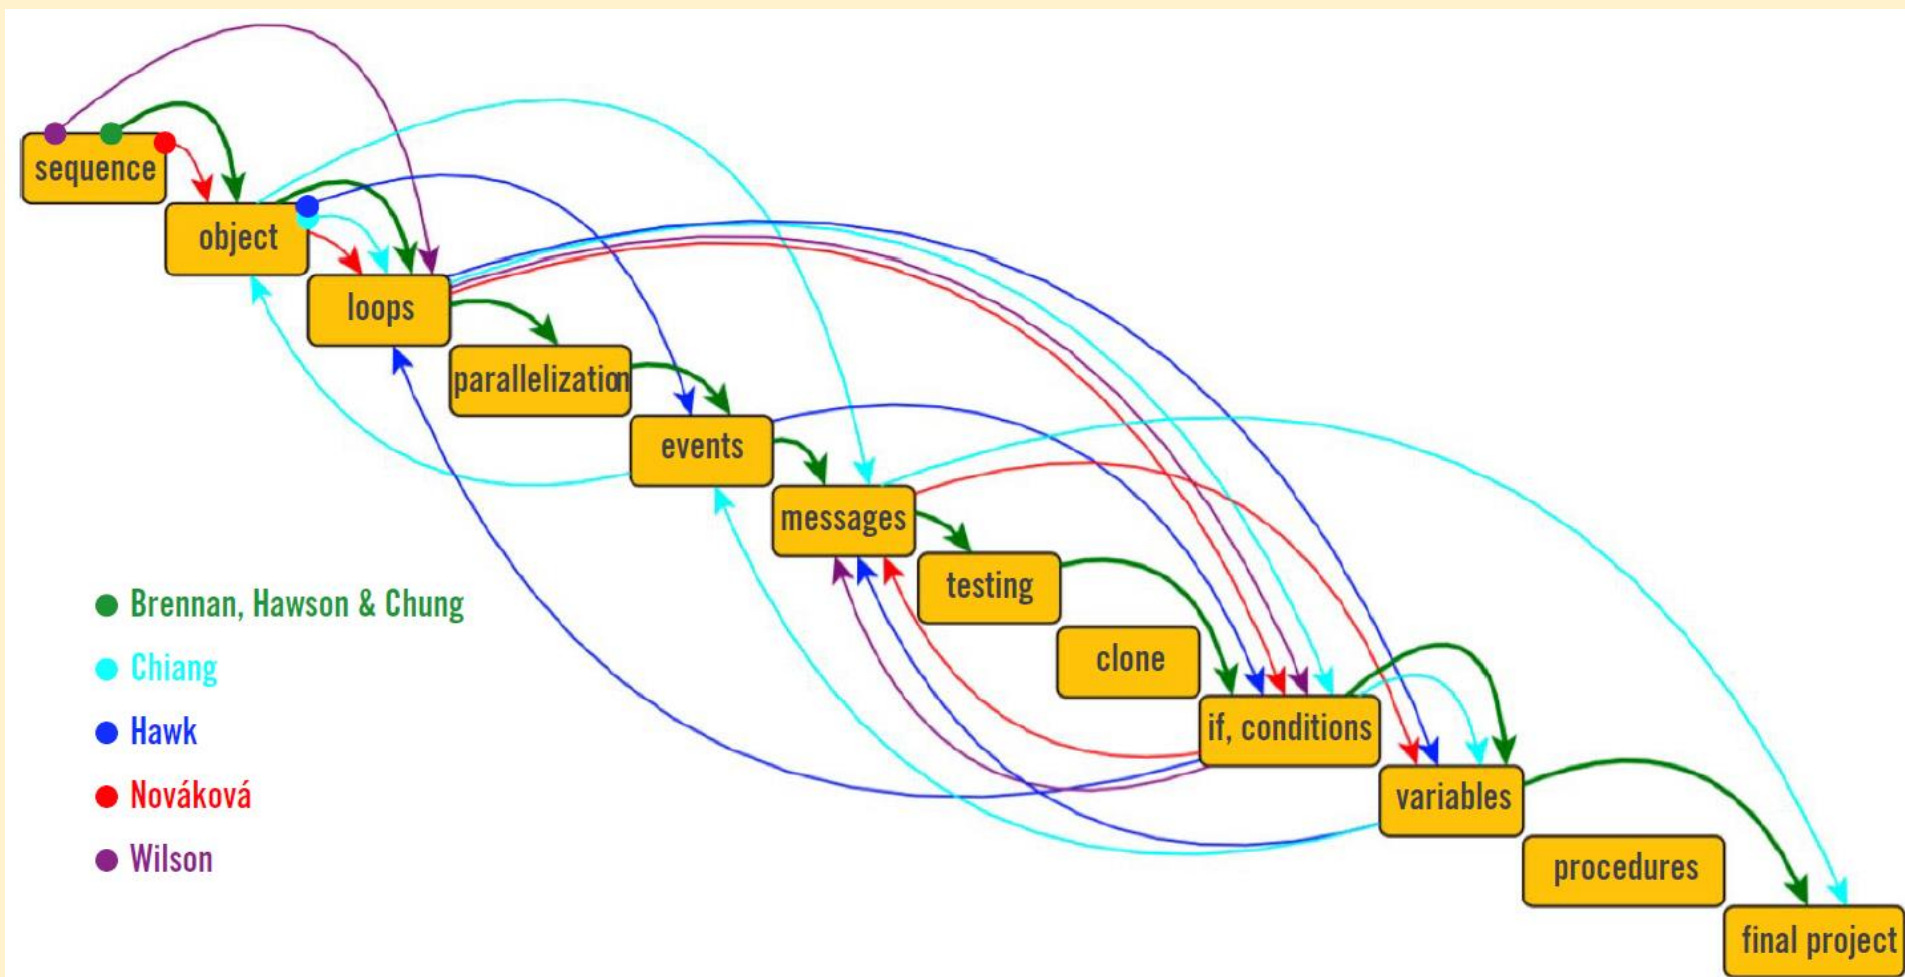 sequence
object
loops
parallelization
events
messages
testing
clone
if, conditions
variables
procedures
final project
Brennan, Hawson & Chung
Chiang
Hawk
Nováková
Wilson